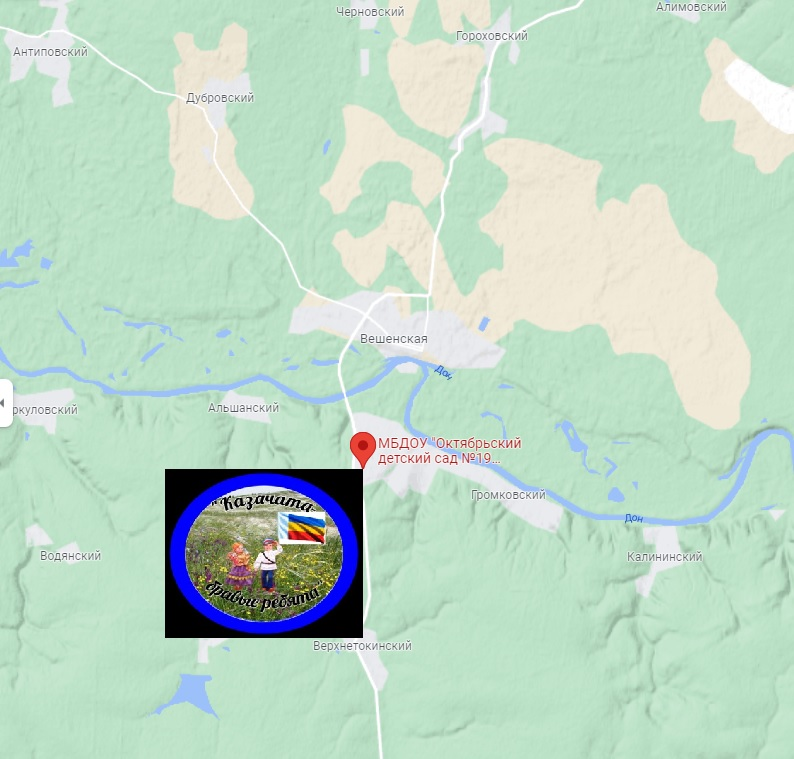 Черновский
Алимовский
Гороховский
Антиповский
Дубровский
Вешенская
Дон
ркуловский
Альшанский
МБДОУ "Октябрьский
детский сад №19...
Громковский
Дон
"Казачата
бравые ребята
Водянский
Калининский
Верхнетокинский